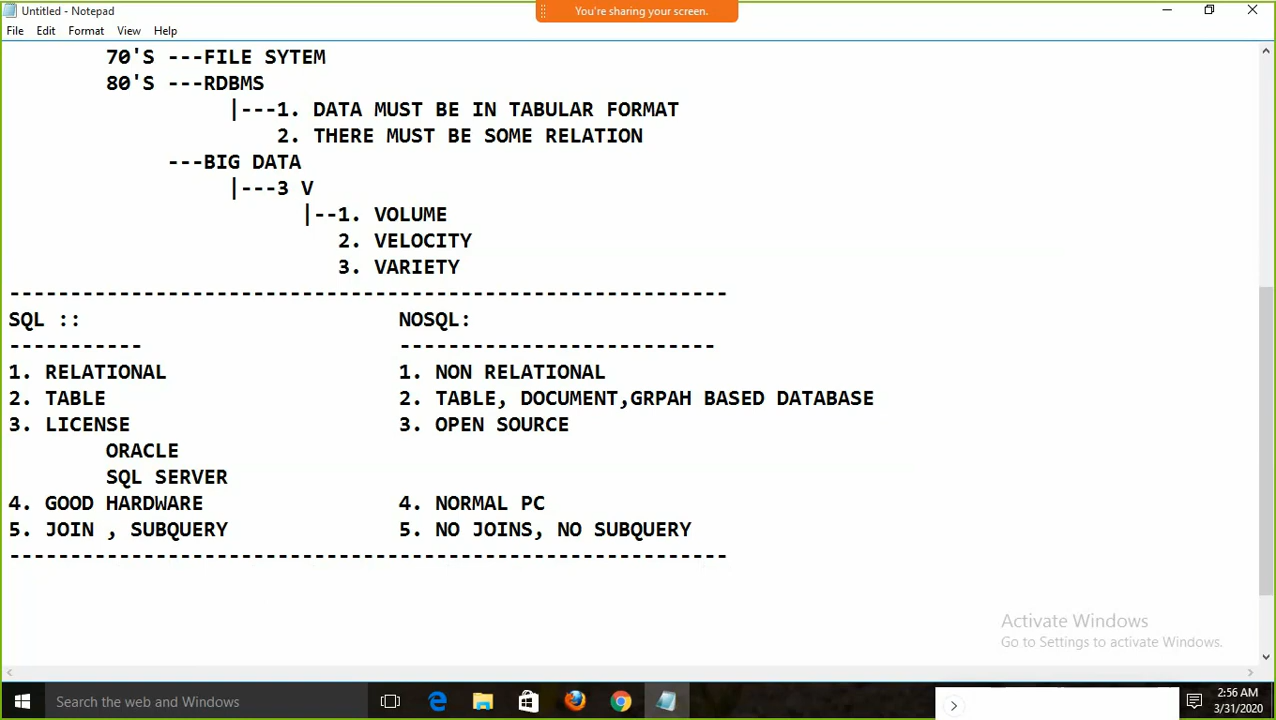 Untitled - Notepad
You're sharing your screen.
File Edit Format View Help
70'S ---FILE SYTEM
80'S ---RDBMS
|---1. DATA MUST BE IN TABULAR FORMAT
2. THERE MUST BE SOME RELATION
---BIG DATA
|---3 V
|--1. VOLUME
2. VELOCITY
3. VARIETY
-----------------------------------------------------------
SQL :: NOSQL:
----------- --------------------------
1. RELATIONAL 1. NON RELATIONAL
2. TABLE 2. TABLE, DOCUMENT,GRPAH BASED DATABASE
3. LICENSE 3. OPEN SOURCE
ORACLE
SQL SERVER
4. GOOD HARDWARE 4. NORMAL PC
5. JOIN , SUBQUERY 5. NO JOINS, NO SUBQUERY
-----------------------------------------------------------
Activate Windows
Go to Settings to activate Windows.
Search the web and Windows
2:56 AM
3/31/2020